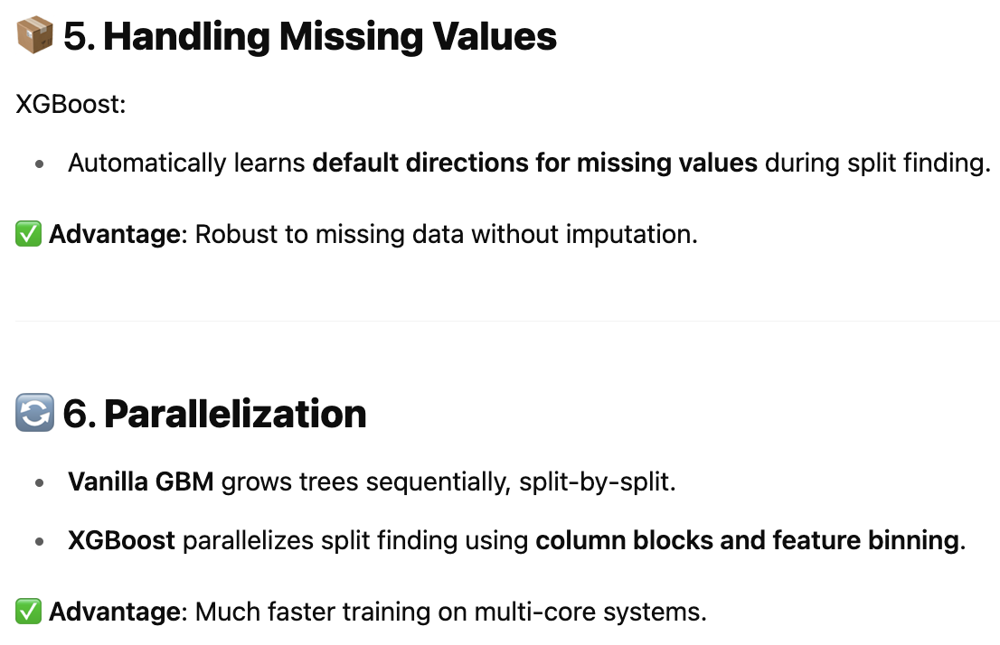 📦 5. Handling Missing Values
XGBoost:
• Automatically learns default directions for missing values during split finding.
✅ Advantage: Robust to missing data without imputation.
🔄 6. Parallelization
• Vanilla GBM grows trees sequentially, split-by-split.
• XGBoost parallelizes split finding using column blocks and feature binning.
✅ Advantage: Much faster training on multi-core systems.